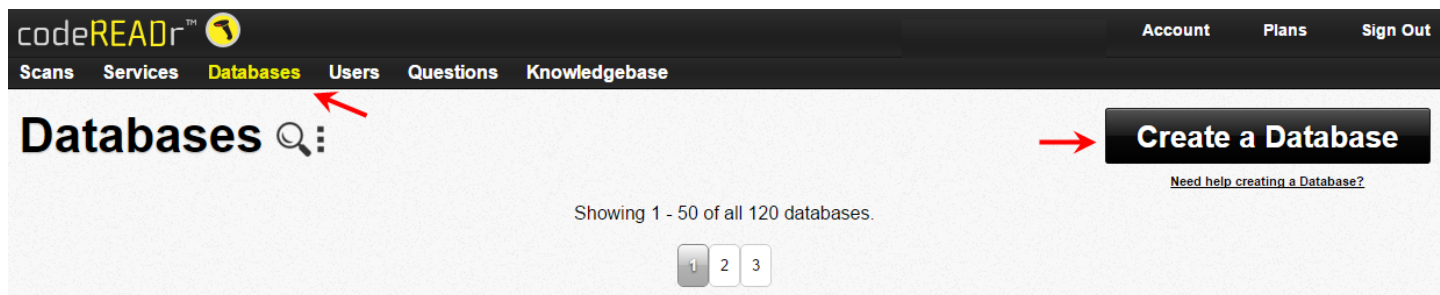 codeREADr™
Account Plans Sign Out
Scans Services Databases Users Questions Knowledgebase
Databases
Create a Database
Need help creating a Database?
Showing 1 - 50 of all 120 databases.
1 2 3